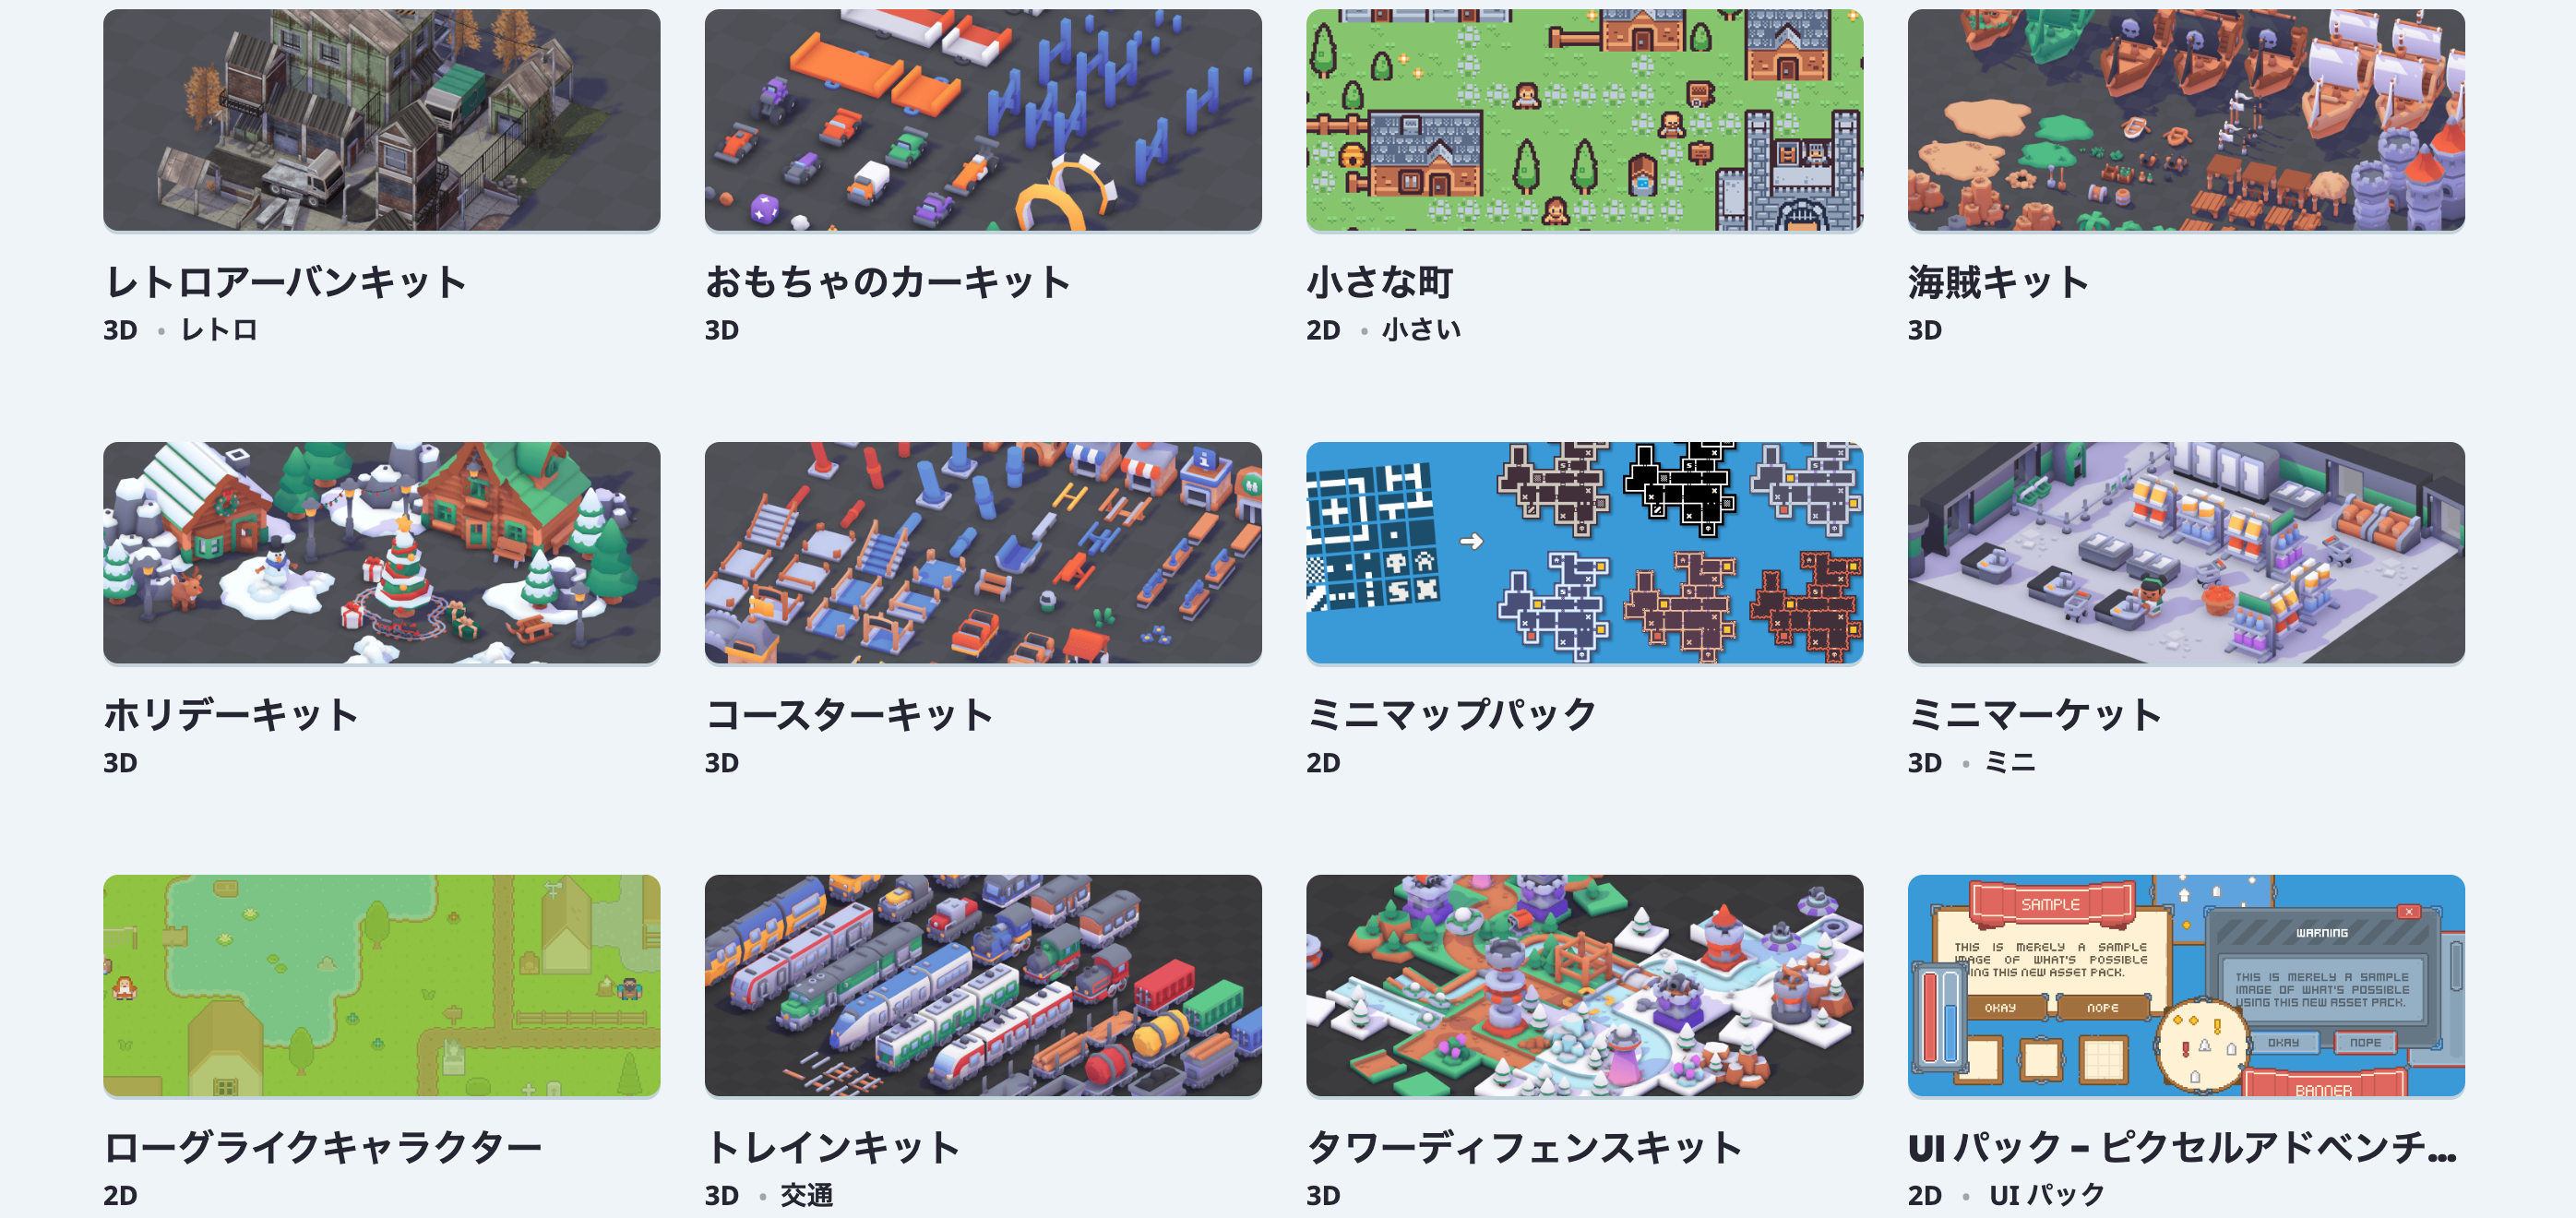 レトロアーバンキット
3D • レトロ
おもちゃのカーキット
3D
小さな町
2D • 小さい
海賊キット
3D
ホリデーキット
3D
コースターキット
3D
ミニマップパック
2D
ミニマーケット
3D • ミニ
SAMPLE
THIS IS MERELY A SAMPLE
IMAGE OF WHAT'S POSSIBLE
USING THIS NEW ASSET PACK.
OKAY
NOPE
WARNING
THIS IS MERELY A SAMPLE
IMAGE OF WHAT'S POSSIBLE
USING THIS NEW ASSET PACK.
OKAY
NOPE
BANNER
ローグライクキャラクター
2D
トレインキット
3D • 交通
タワーディフェンスキット
3D
UI パック - ピクセルアドベンチ...
2D • UI パック